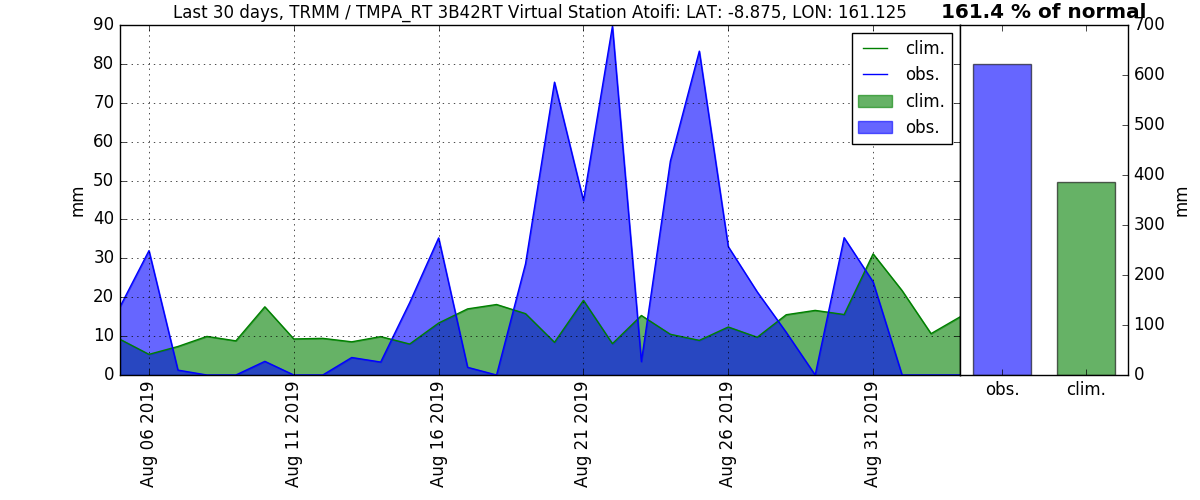 Last 30 days, TRMM / TMPA_RT 3B42RT Virtual Station Atoifi: LAT: -8.875, LON: 161.125
161.4 % of normal
90
80
70
60
50
40
30
20
10
0
mm
Aug 06 2019
Aug 11 2019
Aug 16 2019
Aug 21 2019
Aug 26 2019
Aug 31 2019
clim.
obs.
clim.
obs.
700
600
500
400
300
200
100
0
mm
obs.
clim.